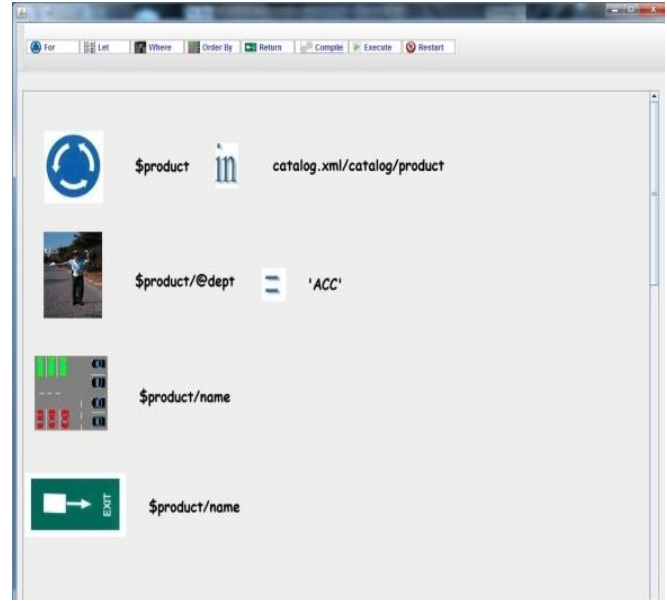 For Let Where Order By Return Compile Execute Restart
$product in catalog.xml/catalog/product
$product/@dept = 'ACC'
$product/name
EXIT $product/name